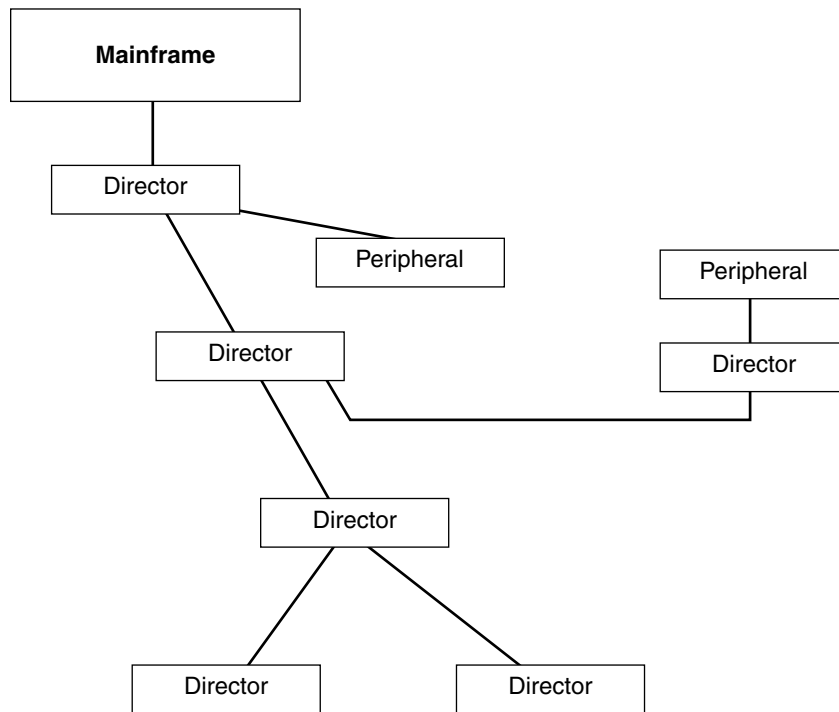 Mainframe
Director
Peripheral
Peripheral
Director
Director
Director
Director
Director